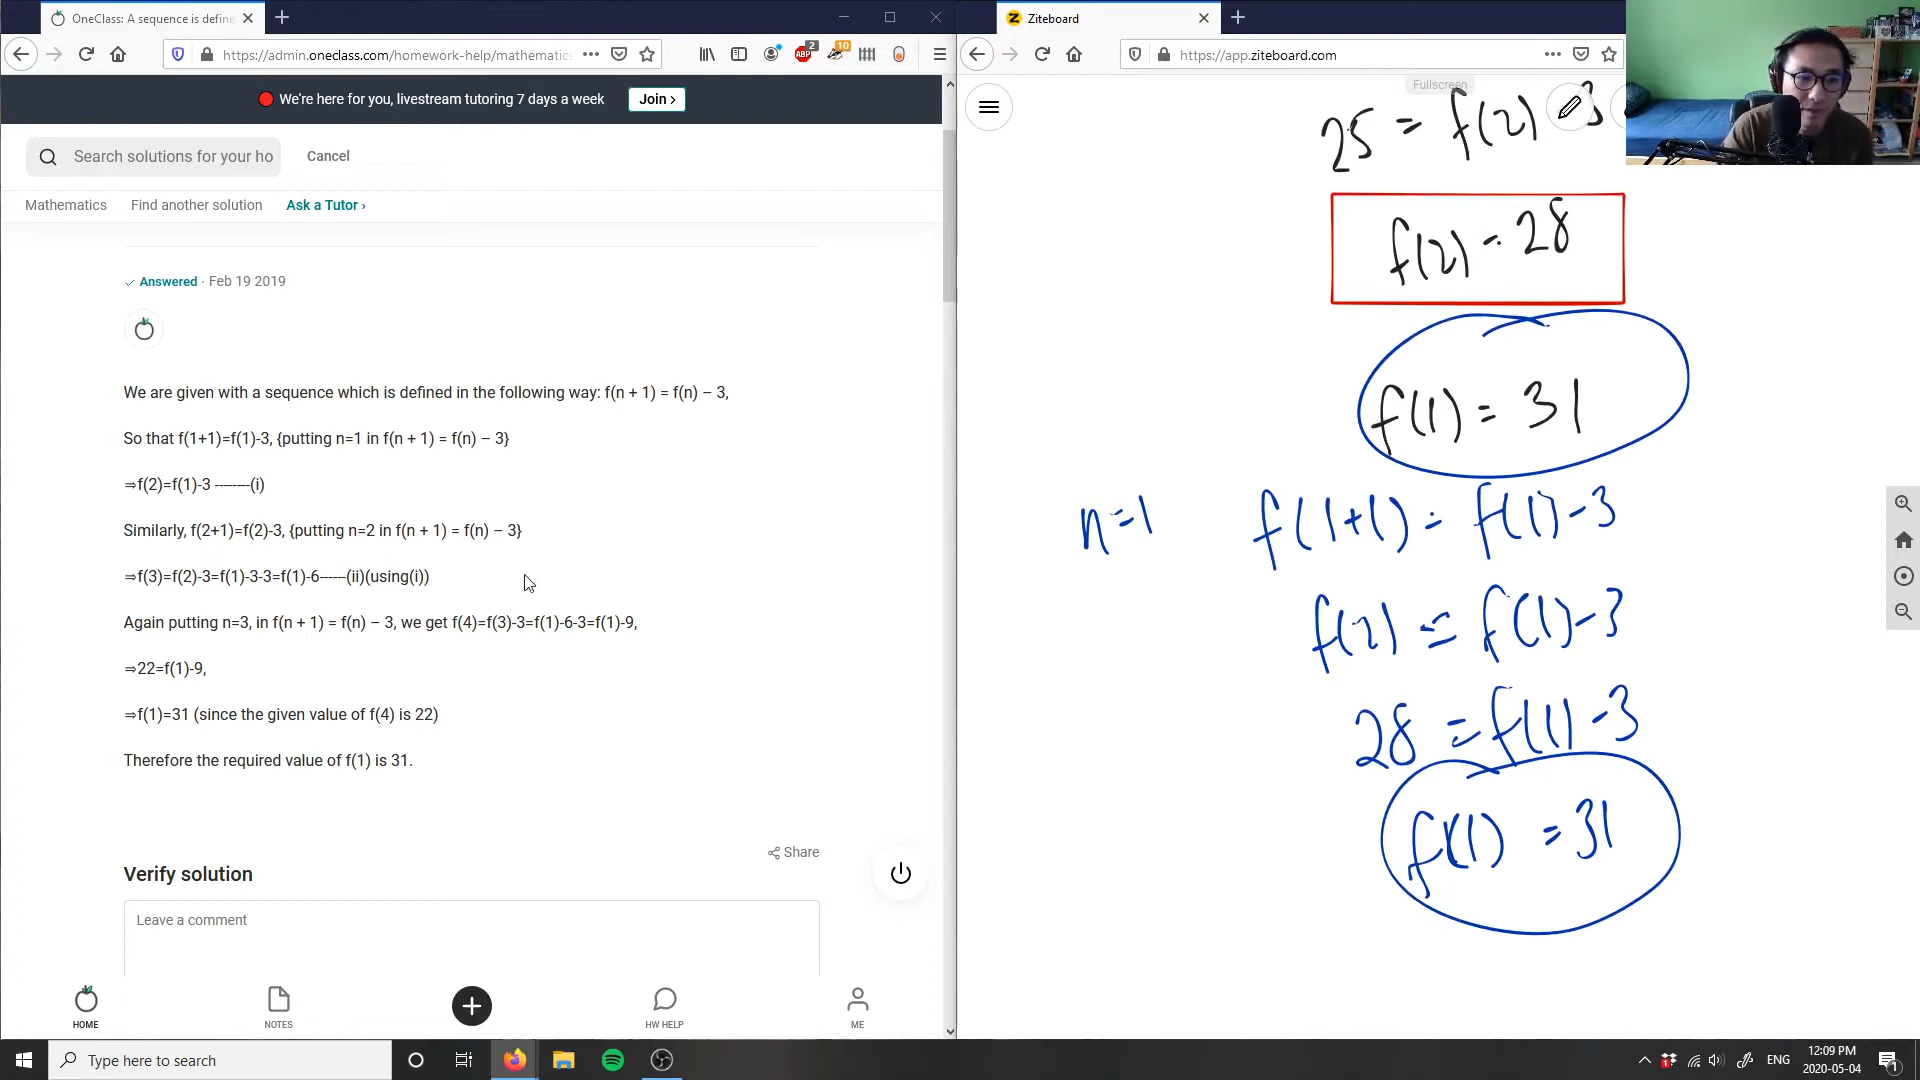 OneClass: A sequence is define
https://admin.oneclass.com/homework-help/mathematics
2
10
We're here for you, livestream tutoring 7 days a week
Join ›
Search solutions for your ho
Cancel
Mathematics
Find another solution
Ask a Tutor ›
Answered · Feb 19 2019
We are given with a sequence which is defined in the following way: f(n + 1) = f(n) – 3,
So that f(1+1)=f(1)-3, {putting n=1 in f(n + 1) = f(n) – 3}
⇒f(2)=f(1)-3 --------(i)
Similarly, f(2+1)=f(2)-3, {putting n=2 in f(n + 1) = f(n) – 3}
⇒f(3)=f(2)-3=f(1)-3-3=f(1)-6------(ii)(using(i))
Again putting n=3, in f(n + 1) = f(n) – 3, we get f(4)=f(3)-3=f(1)-6-3=f(1)-9,
⇒22=f(1)-9,
⇒f(1)=31 (since the given value of f(4) is 22)
Therefore the required value of f(1) is 31.
Share
Verify solution
Leave a comment
HOME
NOTES
HW HELP
ME
Ziteboard
https://app.ziteboard.com
Fullscreen
25 = f(2) 3
f(2) = 28
f(1) = 31
n=1 f(1+1) = f(1)-3
f(2) = f(1)-3
28 = f(1)-3
f(1) = 31
Type here to search
ENG
12:09 PM
2020-05-04
1